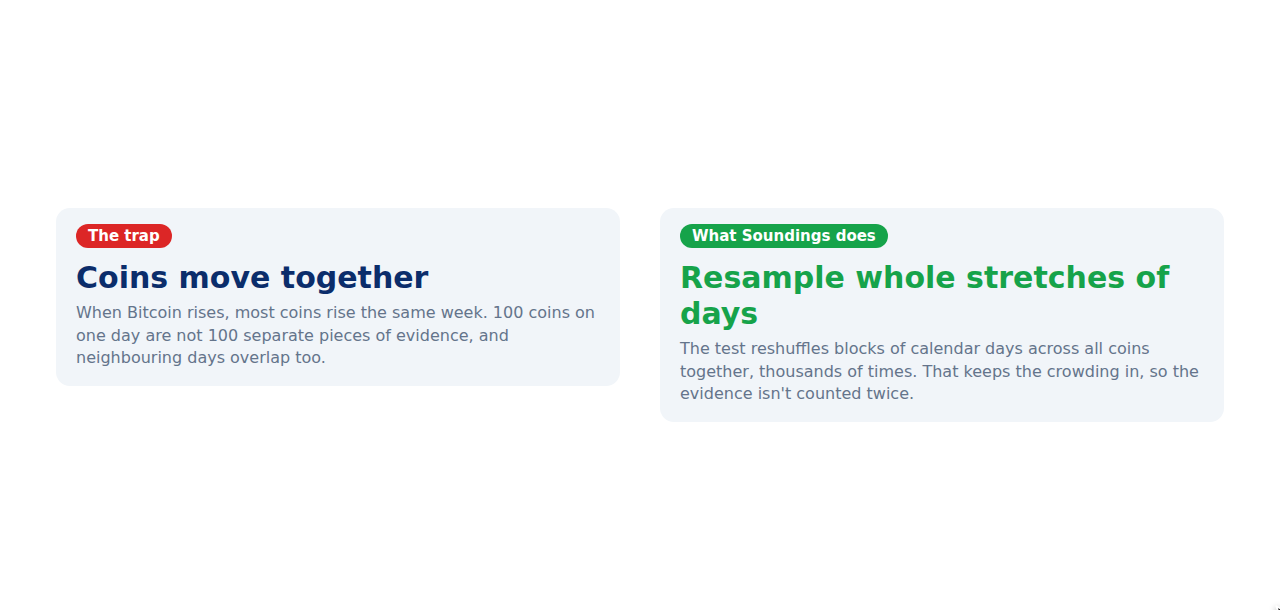 The trap
Coins move together
When Bitcoin rises, most coins rise the same week. 100 coins on
one day are not 100 separate pieces of evidence, and
neighbouring days overlap too.
What Soundings does
Resample whole stretches of
days
The test reshuffles blocks of calendar days across all coins
together, thousands of times. That keeps the crowding in, so the
evidence isn't counted twice.